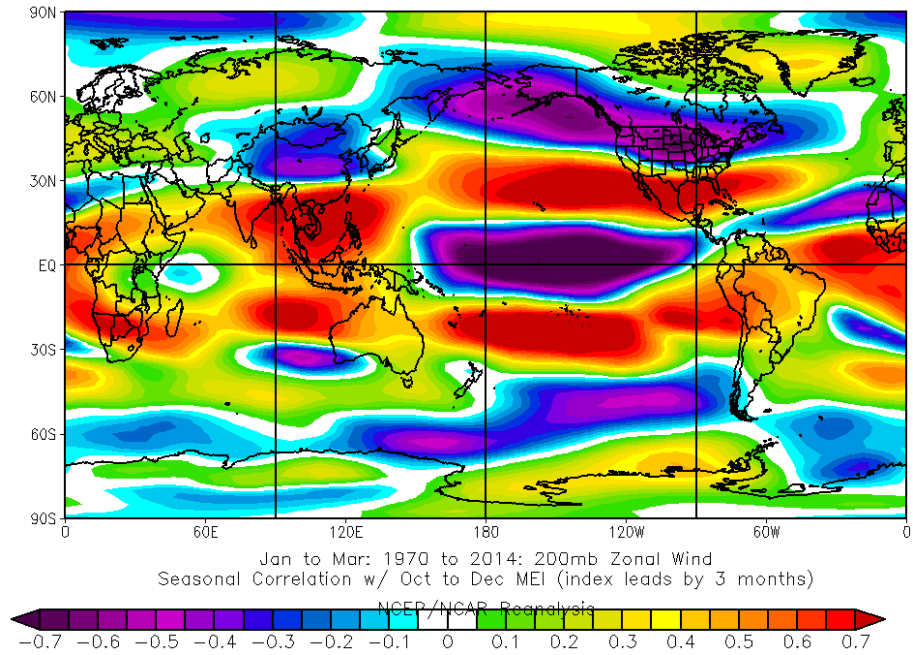 90N
60N
30N
EQ
30S
60S
90S
0 60E 120E 180 120W 60W 0
Jan to Mar: 1970 to 2014: 200mb Zonal Wind
Seasonal Correlation w/ Oct to Dec MEI (index leads by 3 months)
NCEP/NCAR Reanalysis
-0.7 -0.6 -0.5 -0.4 -0.3 -0.2 -0.1 0 0.1 0.2 0.3 0.4 0.5 0.6 0.7